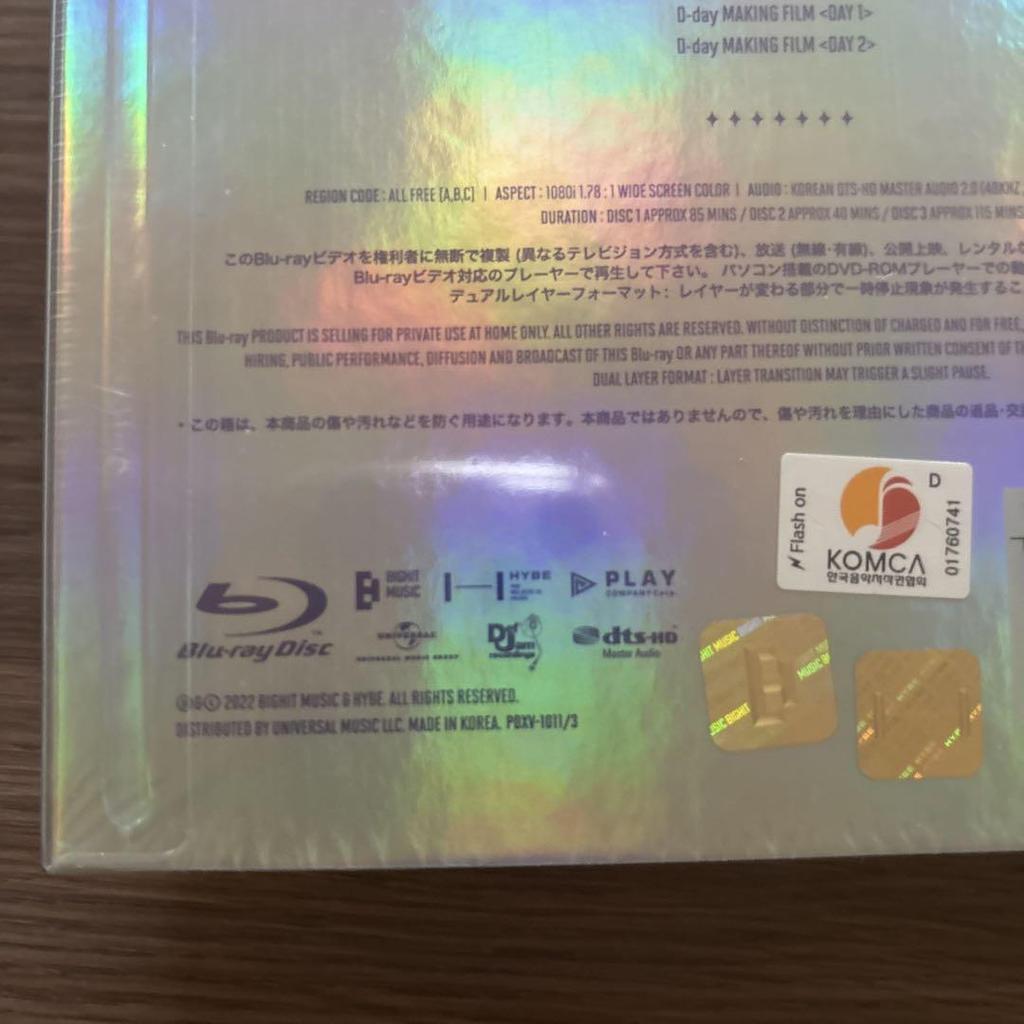 D-day MAKING FILM <DAY 1>
D-day MAKING FILM <DAY 2>
REGION CODE : ALL FREE [A,B,C] | ASPECT : 1080i 1.78 : 1 WIDE SCREEN COLOR | AUDIO : KOREAN DTS-HD MASTER AUDIO 2.0 (48KHZ
DURATION : DISC 1 APPROX 85 MINS / DISC 2 APPROX 40 MINS / DISC 3 APPROX 115 MINS
このBlu-rayビデオを権利者に無断で複製 (異なるテレビジョン方式を含む)、放送 (無線・有線)、公開上映、レンタル
Blu-rayビデオ対応のプレーヤーで再生して下さい。 パソコン搭載のDVD-ROMプレーヤーでの動
デュアルレイヤーフォーマット: レイヤーが変わる部分で一時停止現象が発生するこ
THIS Blu-ray PRODUCT IS SELLING FOR PRIVATE USE AT HOME ONLY. ALL OTHER RIGHTS ARE RESERVED. WITHOUT DISTINCTION OF CHARGED AND FOR FREE,
HIRING, PUBLIC PERFORMANCE, DIFFUSION AND BROADCAST OF THIS Blu-ray OR ANY PART THEREOF WITHOUT PRIOR WRITTEN CONSENT OF
DUAL LAYER FORMAT : LAYER TRANSITION MAY TRIGGER A SLIGHT PAUSE.
・この箱は、本商品の傷や汚れなどを防ぐ用途になります。本商品ではありませんので、傷や汚れを理由にした商品の返品・交
Flash on
D
KOMCA
한국음악저작권협회
01760741
Blu-ray Disc
BIGHIT MUSIC
HYBE
PLAY
COMPANY Corp.
UNIVERSAL
UNIVERSAL MUSIC GROUP
Def Jam
recordings
dts-HD
Master Audio
MUSIC BIGHIT
HYBE
℗&© 2022 BIGHIT MUSIC & HYBE. ALL RIGHTS RESERVED.
DISTRIBUTED BY UNIVERSAL MUSIC LLC. MADE IN KOREA. PDXV-1011/3